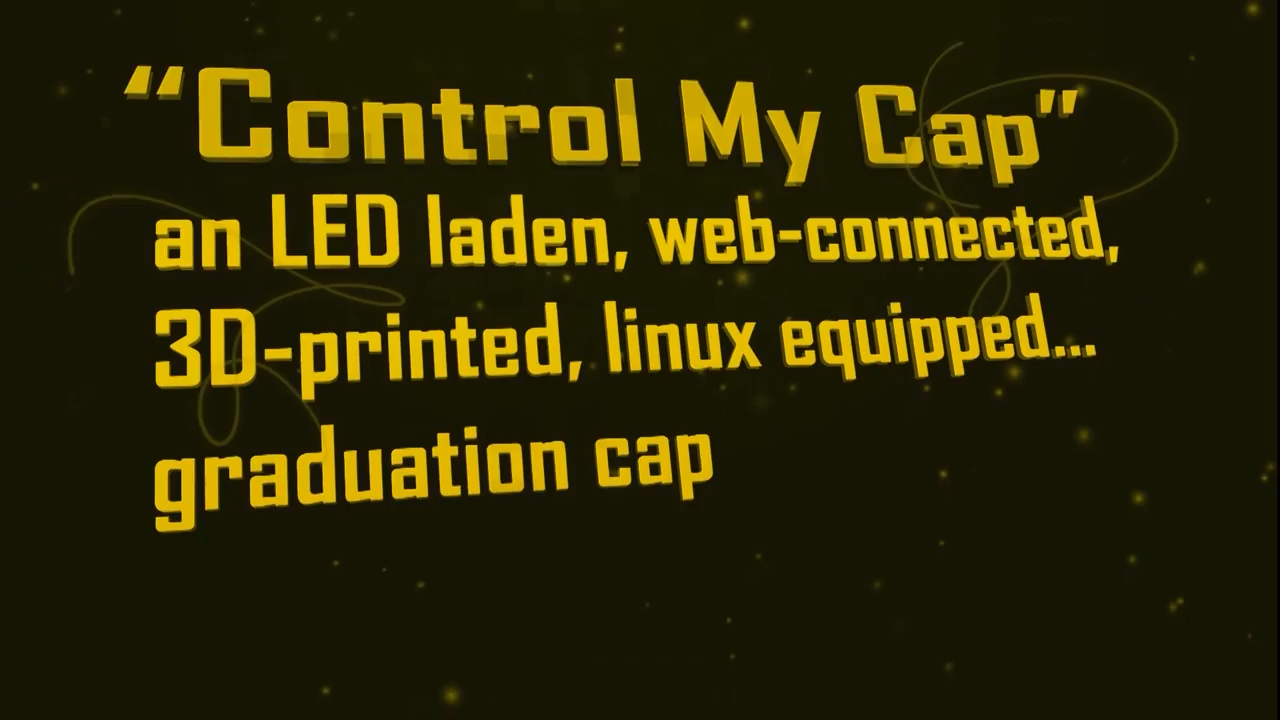 “Control My Cap”
an LED laden, web-connected,
3D-printed, linux equipped...
graduation cap